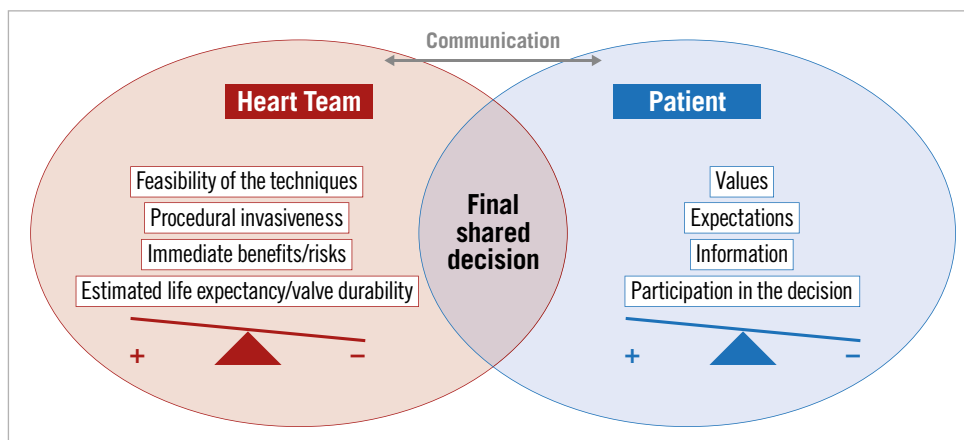 Communication
Heart Team
Patient
Feasibility of the techniques
Procedural invasiveness
Immediate benefits/risks
Estimated life expectancy/valve durability
+
−
Final
shared
decision
Values
Expectations
Information
Participation in the decision
+
−